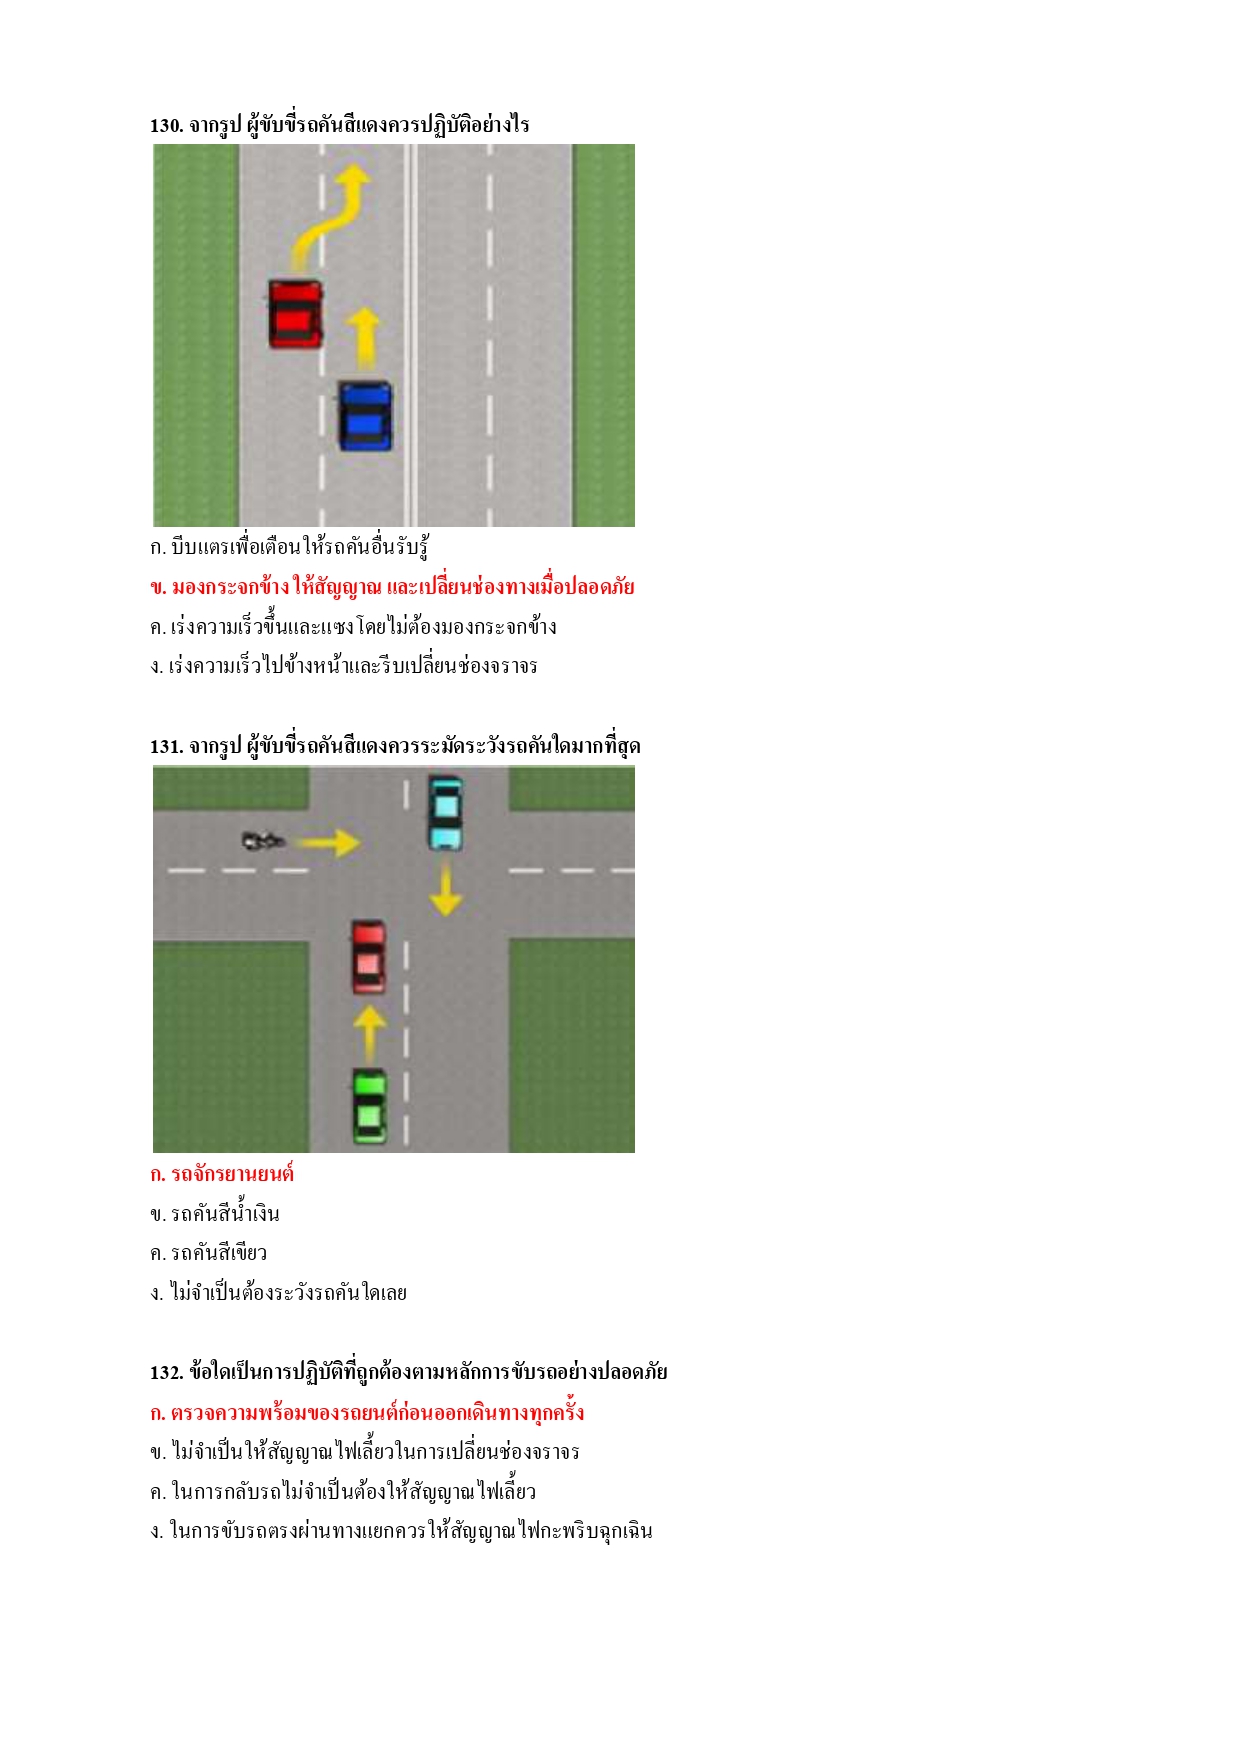 130. จากรูป ผู้ขับขี่รถคันสีแดงควรปฏิบัติอย่างไร
ก. บีบแตรเพื่อเตือนให้รถคันอื่นรับรู้
ข. มองกระจกข้าง ให้สัญญาณ และเปลี่ยนช่องทางเมื่อปลอดภัย
ค. เร่งความเร็วขึ้นและแซงโดยไม่ต้องมองกระจกข้าง
ง. เร่งความเร็วไปข้างหน้าและรีบเปลี่ยนช่องจราจร
131. จากรูป ผู้ขับขี่รถคันสีแดงควรระมัดระวังรถคันใดมากที่สุด
ก. รถจักรยานยนต์
ข. รถคันสีน้ำเงิน
ค. รถคันสีเขียว
ง. ไม่จำเป็นต้องระวังรถคันใดเลย
132. ข้อใดเป็นการปฏิบัติที่ถูกต้องตามหลักการขับรถอย่างปลอดภัย
ก. ตรวจความพร้อมของรถยนต์ก่อนออกเดินทางทุกครั้ง
ข. ไม่จำเป็นให้สัญญาณไฟเลี้ยวในการเปลี่ยนช่องจราจร
ค. ในการกลับรถไม่จำเป็นต้องให้สัญญาณไฟเลี้ยว
ง. ในการขับรถตรงผ่านทางแยกควรให้สัญญาณไฟกะพริบฉุกเฉิน